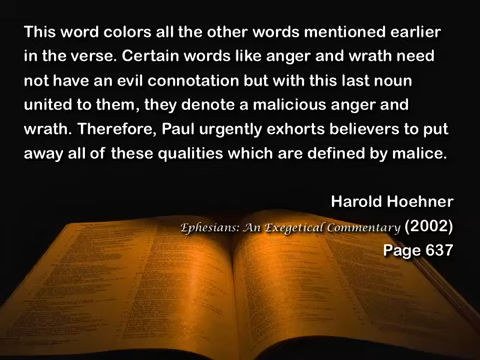 This word colors all the other words mentioned earlier
in the verse. Certain words like anger and wrath need
not have an evil connotation but with this last noun
united to them, they denote a malicious anger and
wrath. Therefore, Paul urgently exhorts believers to put
away all of these qualities which are defined by malice.
Harold Hoehner
Ephesians: An Exegetical Commentary (2002)
Page 637